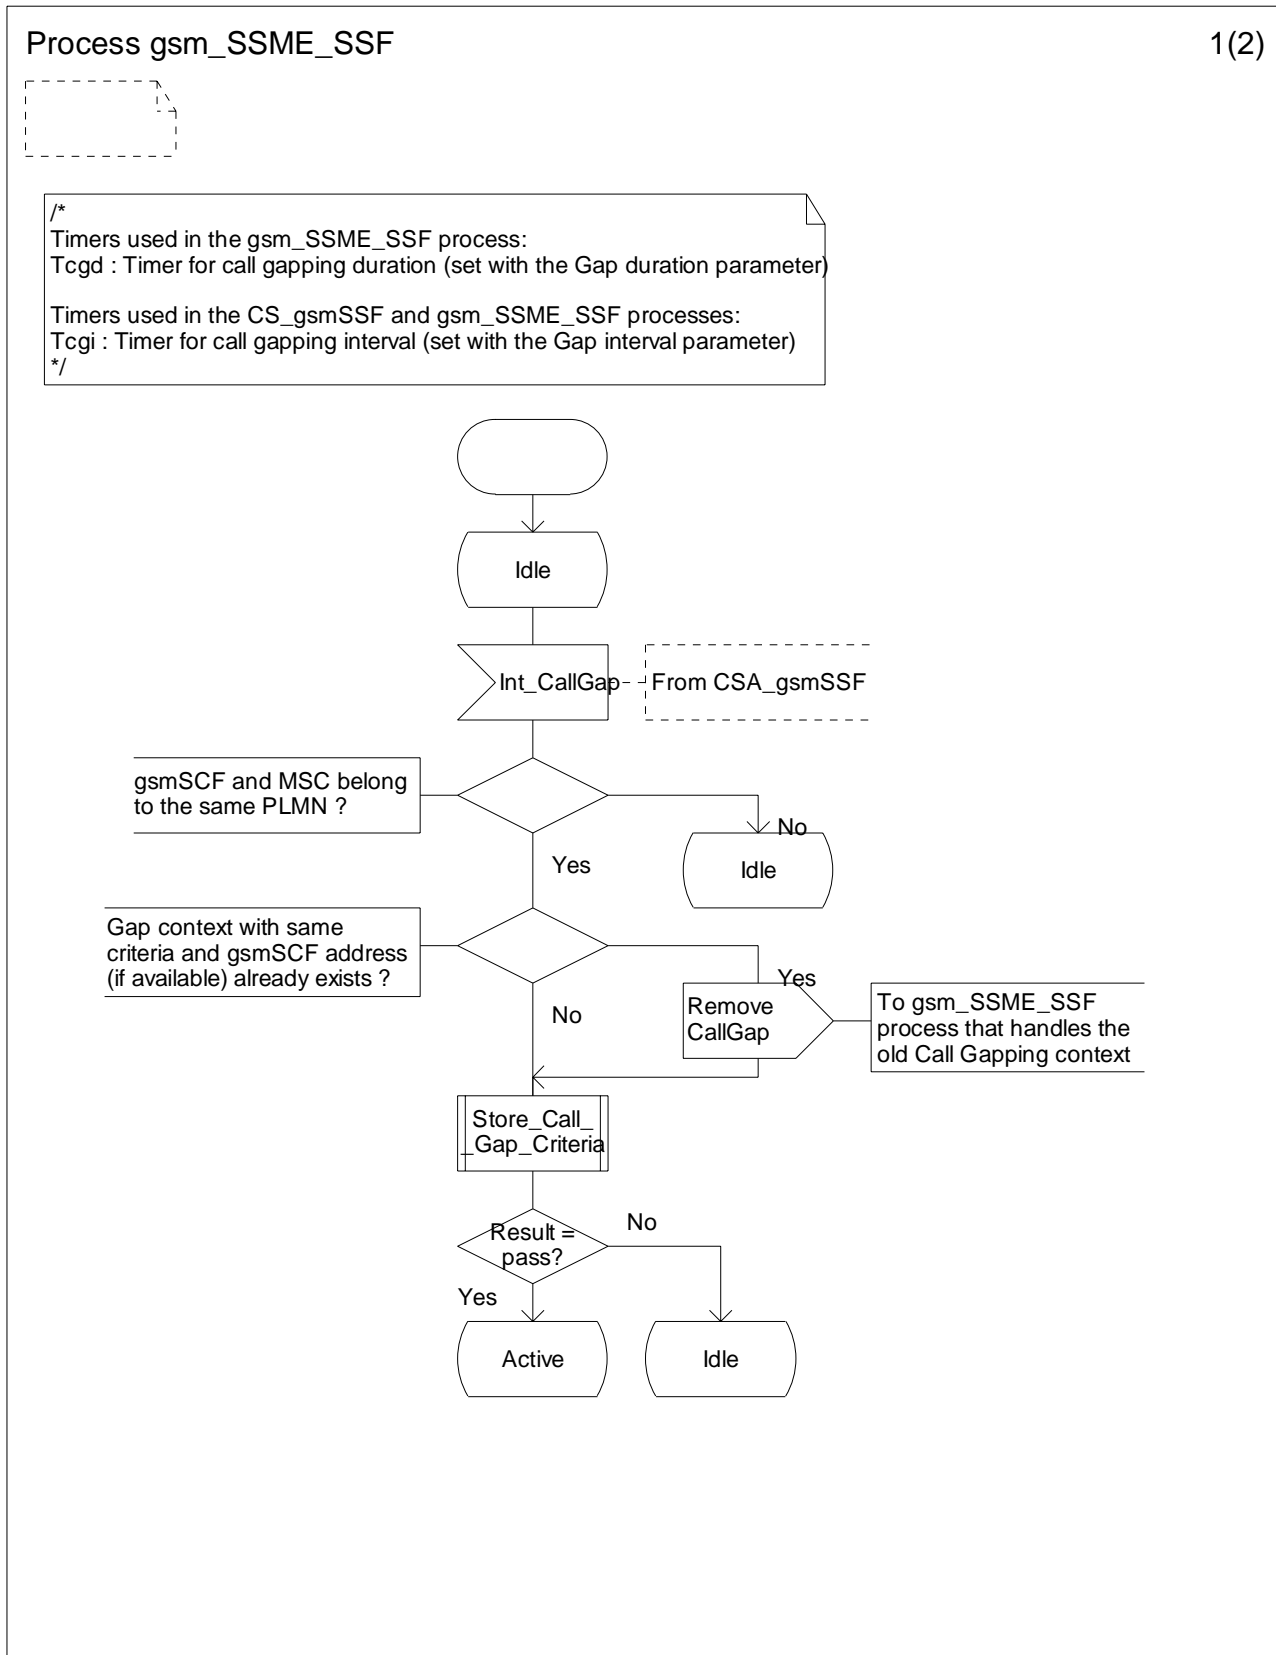 Process gsm_SSME_SSF
1(2)
/*
Timers used in the gsm_SSME_SSF process:
Tcgd : Timer for call gapping duration (set with the Gap duration parameter)
Timers used in the CS_gsmSSF and gsm_SSME_SSF processes:
Tcgi : Timer for call gapping interval (set with the Gap interval parameter)
*/
Idle
Int_CallGap
From CSA_gsmSSF
gsmSCF and MSC belong
to the same PLMN ?
No
Yes
Idle
Gap context with same
criteria and gsmSCF address
(if available) already exists ?
Yes
No
Remove
CallGap
To gsm_SSME_SSF
process that handles the
old Call Gapping context
Store_Call_
_Gap_Criteria
Result =
pass?
No
Yes
Active
Idle